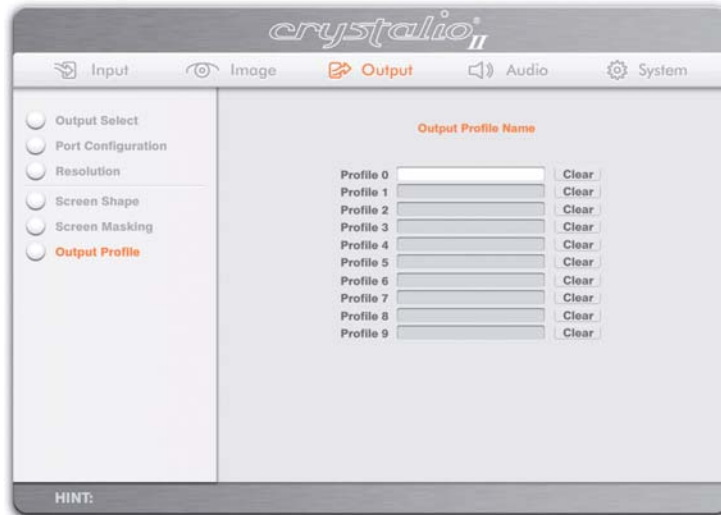 crystalio® II
Input Image Output Audio System
Output Select
Port Configuration
Resolution
Screen Shape
Screen Masking
Output Profile
Output Profile Name
Profile 0 Clear
Profile 1 Clear
Profile 2 Clear
Profile 3 Clear
Profile 4 Clear
Profile 5 Clear
Profile 6 Clear
Profile 7 Clear
Profile 8 Clear
Profile 9 Clear
HINT: